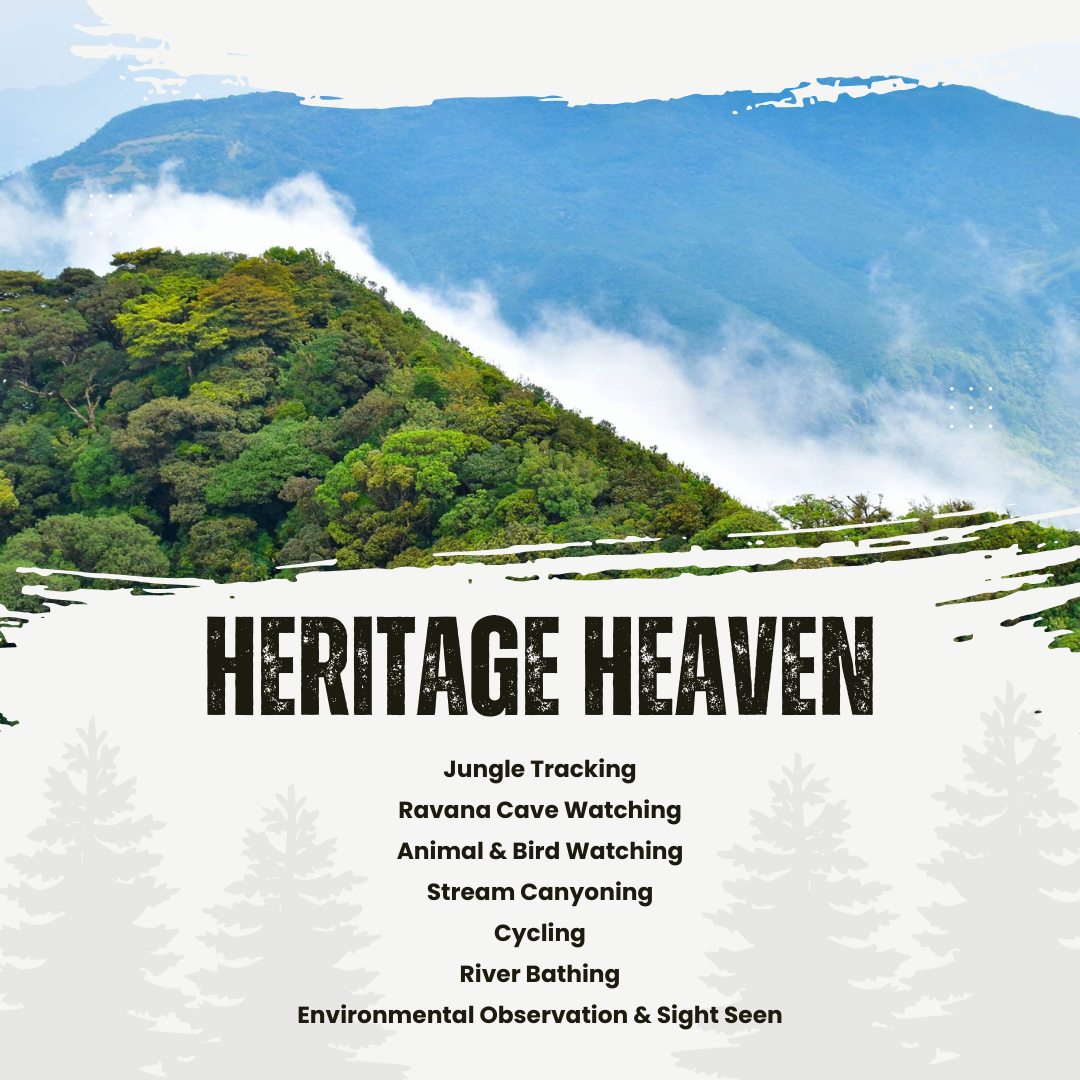 HERITAGE HEAVEN
Jungle Tracking
Ravana Cave Watching
Animal & Bird Watching
Stream Canyoning
Cycling
River Bathing
Environmental Observation & Sight Seen